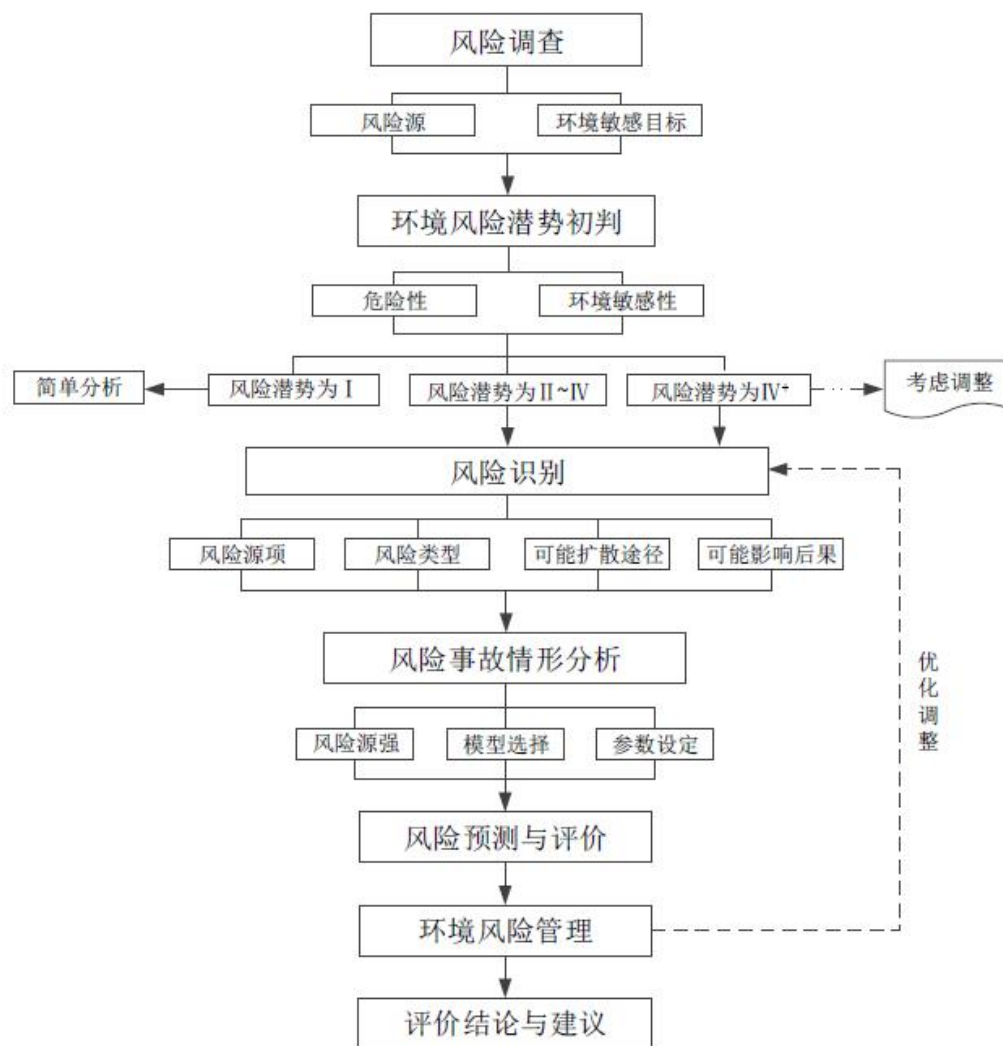 风险调查
风险源
环境敏感目标
环境风险潜势初判
危险性
环境敏感性
简单分析
风险潜势为Ⅰ
风险潜势为Ⅱ~Ⅳ
风险潜势为Ⅳ⁺
考虑调整
风险识别
风险源项
风险类型
可能扩散途径
可能影响后果
风险事故情形分析
优化调整
风险源强
模型选择
参数设定
风险预测与评价
环境风险管理
评价结论与建议